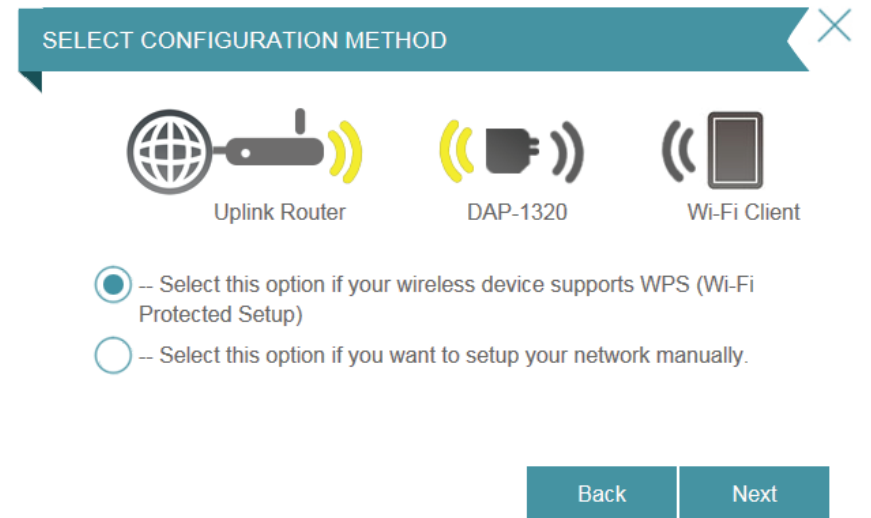 SELECT CONFIGURATION METHOD
Uplink Router
DAP-1320
Wi-Fi Client
-- Select this option if your wireless device supports WPS (Wi-Fi
Protected Setup)
-- Select this option if you want to setup your network manually.
Back
Next